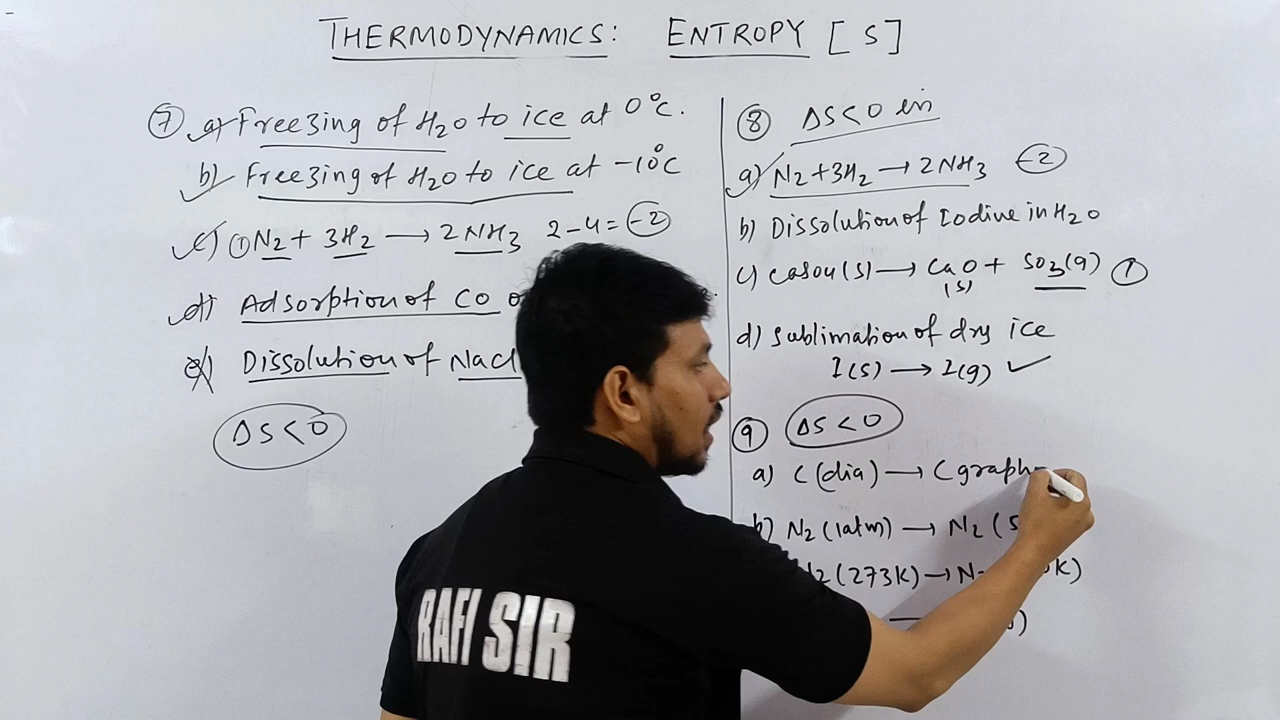 THERMODYNAMICS: ENTROPY [S]
⑦ a) Freezing of H₂O to ice at 0°C.
b) Freezing of H₂O to ice at -10°C
c) ① N₂ + 3H₂ → 2NH₃ 2-4 = -2
d) Adsorption of CO
e) Dissolution of Nacl
ΔS<0
⑧ ΔS<0 in
a) N₂+3H₂ → 2NH₃ -2
b) Dissolution of Iodine in H₂O
c) CaSO4(s) → CaO + SO₃(g) ①
(s)
d) Sublimation of dry ice
I(s) → I(g) ✓
⑨ ΔS<0
a) C(dia) → C graph
b) N₂(1atm) → N₂(5
N₂(273K) → N K)
→ )
RAFI SIR